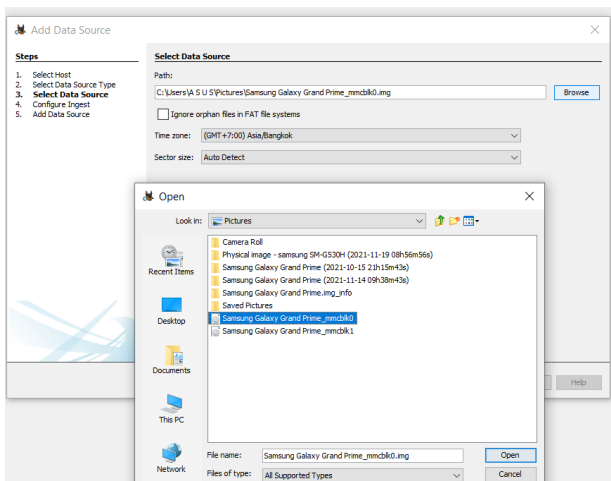 Add Data Source
Steps
1. Select Host
2. Select Data Source Type
3. Select Data Source
4. Configure Ingest
5. Add Data Source
Select Data Source
Path:
C:\Users\A S U S\Pictures\Samsung Galaxy Grand Prime_mmcblk0.img
Browse
Ignore orphan files in FAT file systems
Time zone: (GMT+7:00) Asia/Bangkok
Sector size: Auto Detect
Open
Look in: Pictures
Recent Items
Desktop
Documents
This PC
Network
Camera Roll
Physical image - samsung SM-G530H (2021-11-19 08h56m56s)
Samsung Galaxy Grand Prime (2021-10-15 21h15m43s)
Samsung Galaxy Grand Prime (2021-11-14 09h38m43s)
Samsung Galaxy Grand Prime.img_info
Saved Pictures
Samsung Galaxy Grand Prime_mmcblk0
Samsung Galaxy Grand Prime_mmcblk1
File name: Samsung Galaxy Grand Prime_mmcblk0.img
Open
Files of type: All Supported Types
Cancel
Help